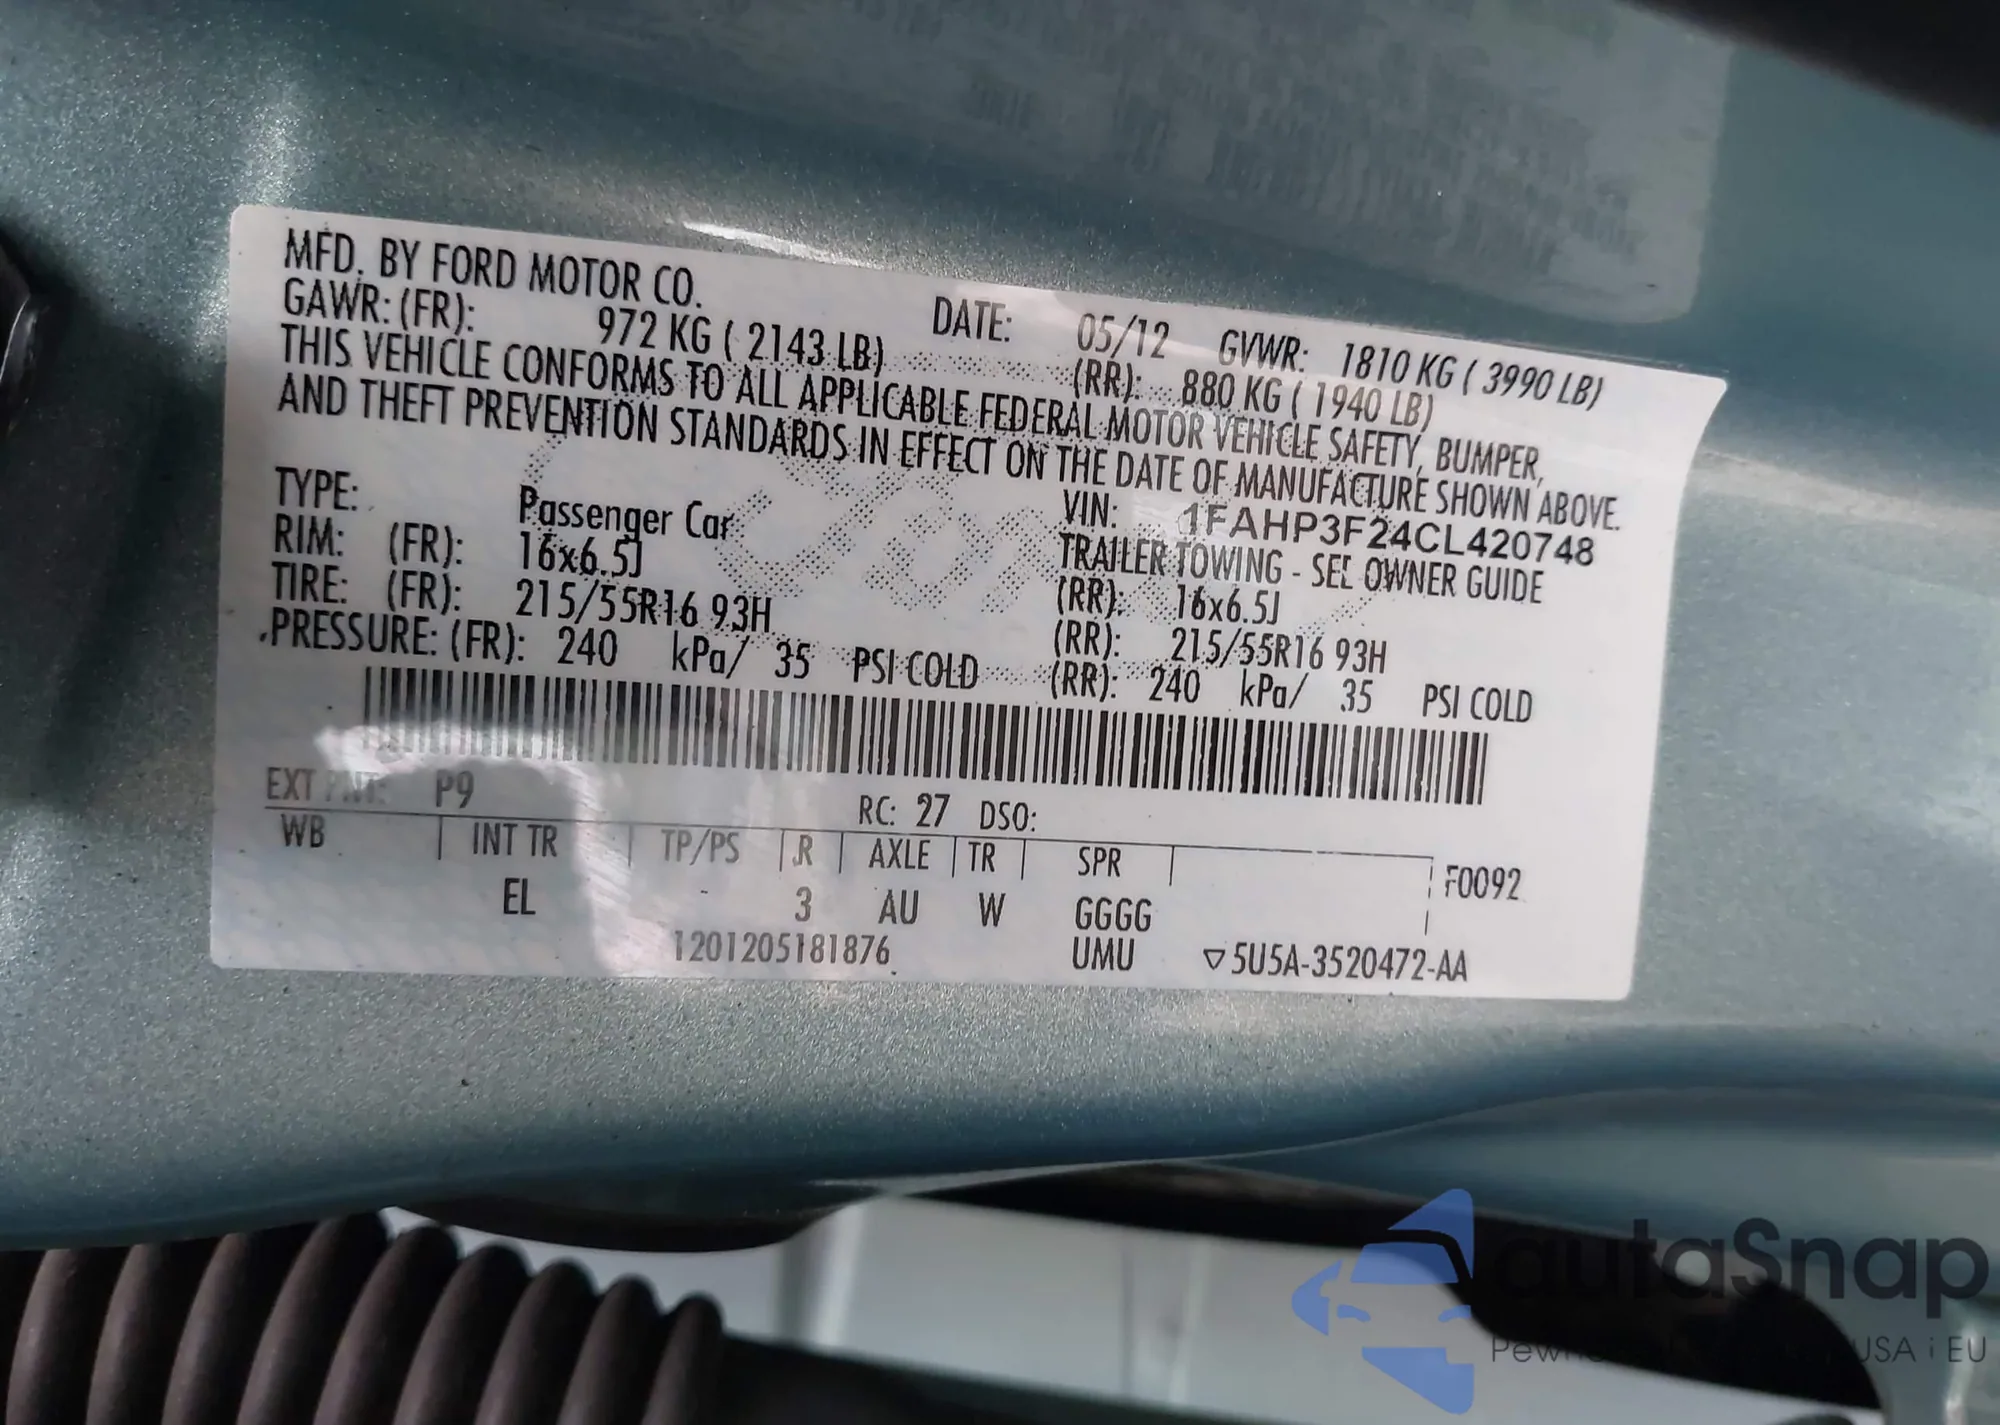 MFD. BY FORD MOTOR CO. DATE: 05/12 GVWR: 1810 KG ( 3990 LB)
GAWR: (FR): 972 KG ( 2143 LB) (RR): 880 KG ( 1940 LB)
THIS VEHICLE CONFORMS TO ALL APPLICABLE FEDERAL MOTOR VEHICLE SAFETY, BUMPER,
AND THEFT PREVENTION STANDARDS IN EFFECT ON THE DATE OF MANUFACTURE SHOWN ABOVE.
VIN: 1FAHP3F24CL420748
TYPE: Passenger Car TRAILER TOWING - SEE OWNER GUIDE
RIM: (FR): 16x6.5J (RR): 16x6.5J
TIRE: (FR): 215/55R16 93H (RR): 215/55R16 93H
PRESSURE: (FR): 240 kPa/ 35 PSI COLD (RR): 240 kPa/ 35 PSI COLD
EXT PNT: P9 RC: 27 DSO:
WB INT TR TP/PS R AXLE TR SPR F0092
EL - 3 AU W GGGG
1201205181876 UMU ▽5U5A-3520472-AA
autaSnap
USA i EU